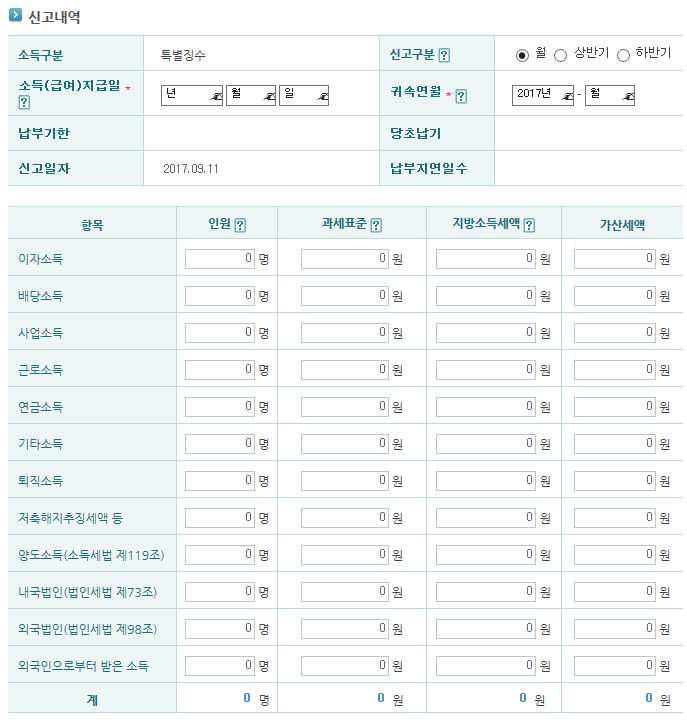 신고내역
소득구분 특별징수 신고구분 ? 월 상반기 하반기
소득(급여)지급일 * ? 년 월 일 귀속연월 * ? 2017년 - 월
납부기한 당초납기
신고일자 2017.09.11 납부지연일수
항목 인원 ? 과세표준 ? 지방소득세액 ? 가산세액
이자소득 0 명 0 원 0 원 0 원
배당소득 0 명 0 원 0 원 0 원
사업소득 0 명 0 원 0 원 0 원
근로소득 0 명 0 원 0 원 0 원
연금소득 0 명 0 원 0 원 0 원
기타소득 0 명 0 원 0 원 0 원
퇴직소득 0 명 0 원 0 원 0 원
저축해지추징세액 등 0 명 0 원 0 원 0 원
양도소득(소득세법 제119조) 0 명 0 원 0 원 0 원
내국법인(법인세법 제73조) 0 명 0 원 0 원 0 원
외국법인(법인세법 제98조) 0 명 0 원 0 원 0 원
외국인으로부터 받은 소득 0 명 0 원 0 원 0 원
계 0 명 0 원 0 원 0 원